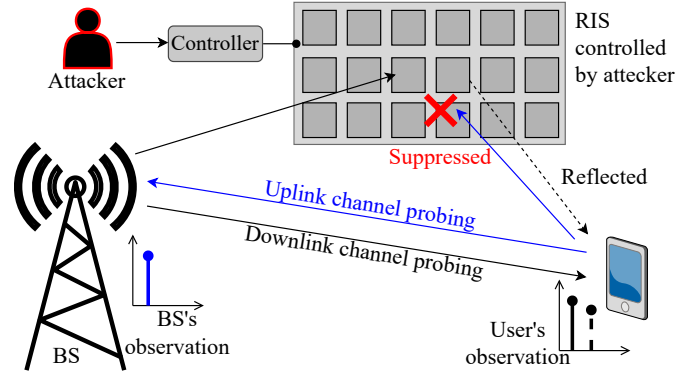 Attacker
Controller
RIS
controlled
by attecker
Suppressed
Reflected
Uplink channel probing
Downlink channel probing
BS
BS's
observation
User's
observation